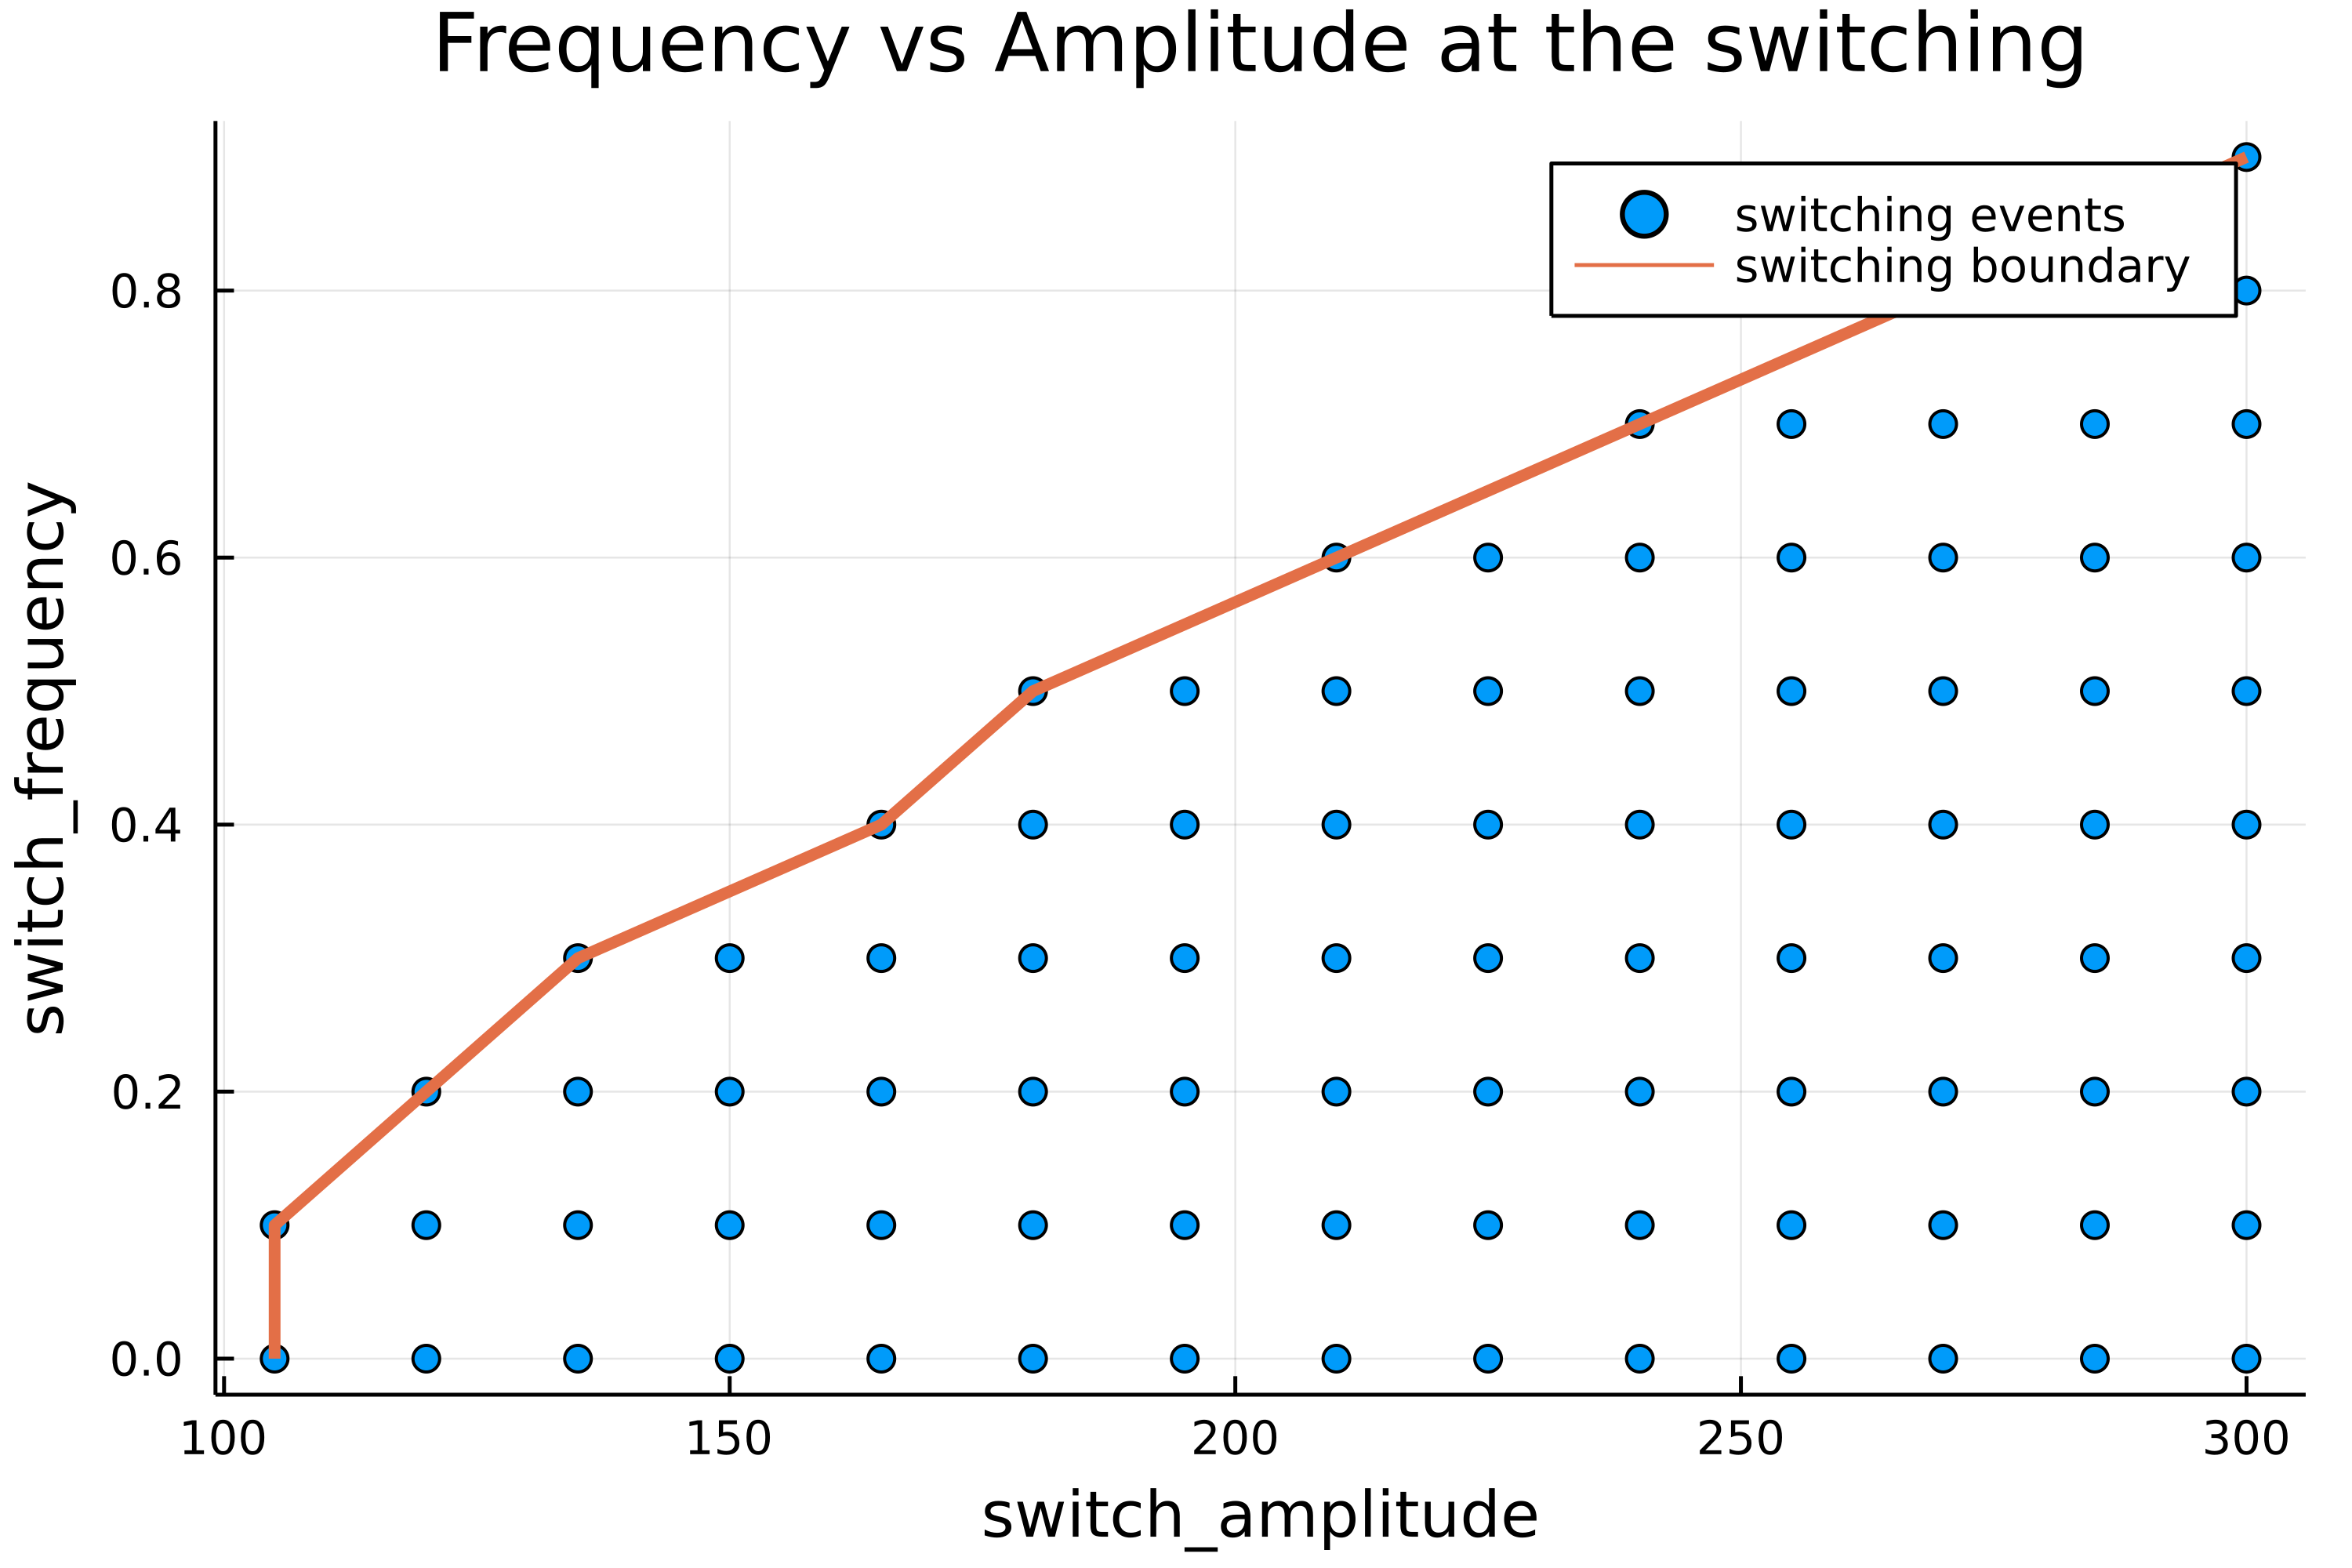 Frequency vs Amplitude at the switching
switching events
switching boundary
switch_frequency
0.8
0.6
0.4
0.2
0.0
100 150 200 250 300
switch_amplitude